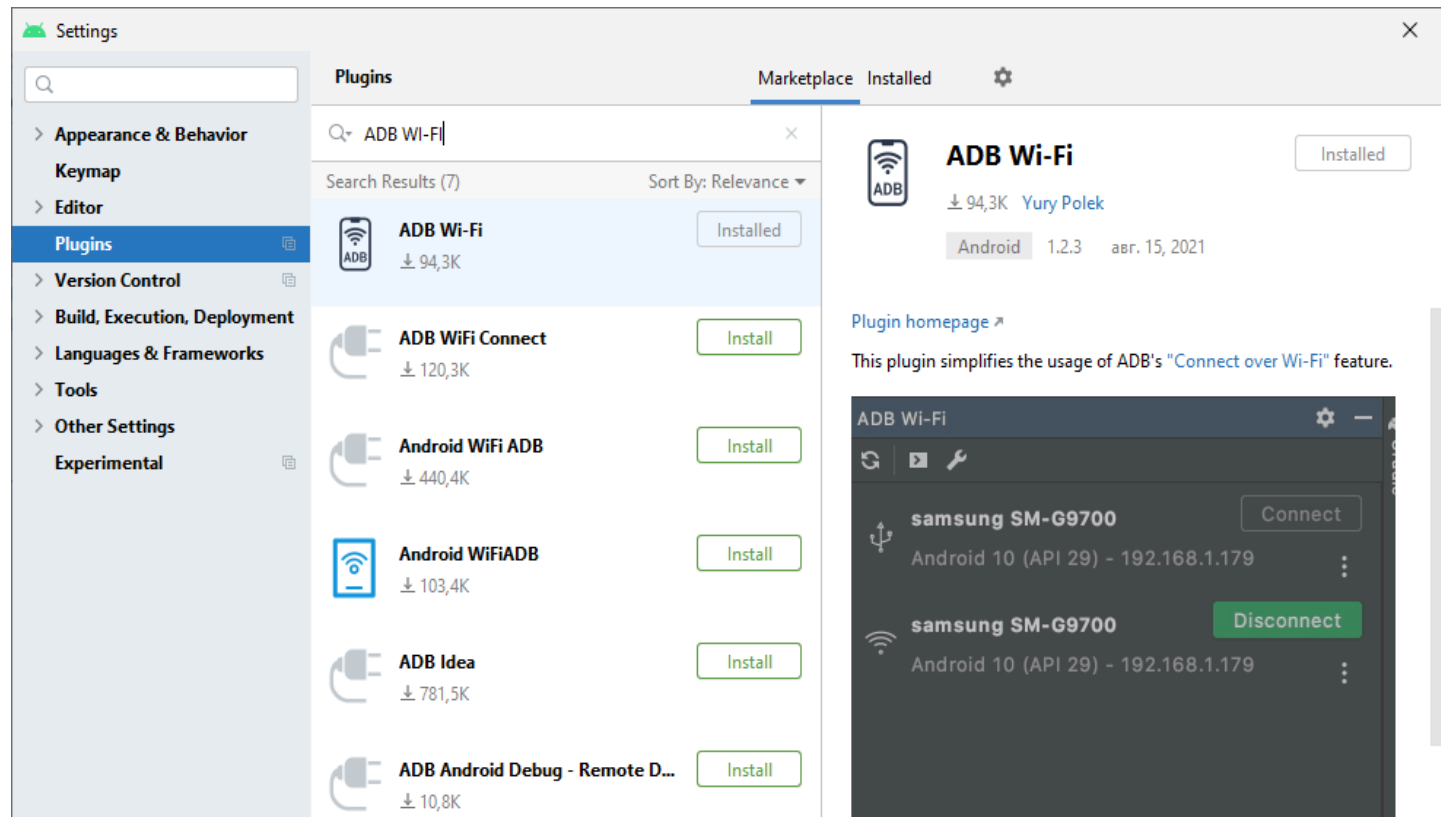 Settings
Plugins
Marketplace Installed
Appearance & Behavior
Keymap
Editor
Plugins
Version Control
Build, Execution, Deployment
Languages & Frameworks
Tools
Other Settings
Experimental
ADB WI-FI
Search Results (7) Sort By: Relevance
ADB Wi-Fi Installed
94,3K
ADB
ADB WiFi Connect Install
120,3K
Android WiFi ADB Install
440,4K
Android WiFiADB Install
103,4K
ADB Idea Install
781,5K
ADB Android Debug - Remote D... Install
10,8K
ADB
ADB Wi-Fi Installed
94,3K Yury Polek
Android 1.2.3 авг. 15, 2021
Plugin homepage
This plugin simplifies the usage of ADB's "Connect over Wi-Fi" feature.
ADB Wi-Fi
samsung SM-G9700 Connect
Android 10 (API 29) - 192.168.1.179
samsung SM-G9700 Disconnect
Android 10 (API 29) - 192.168.1.179